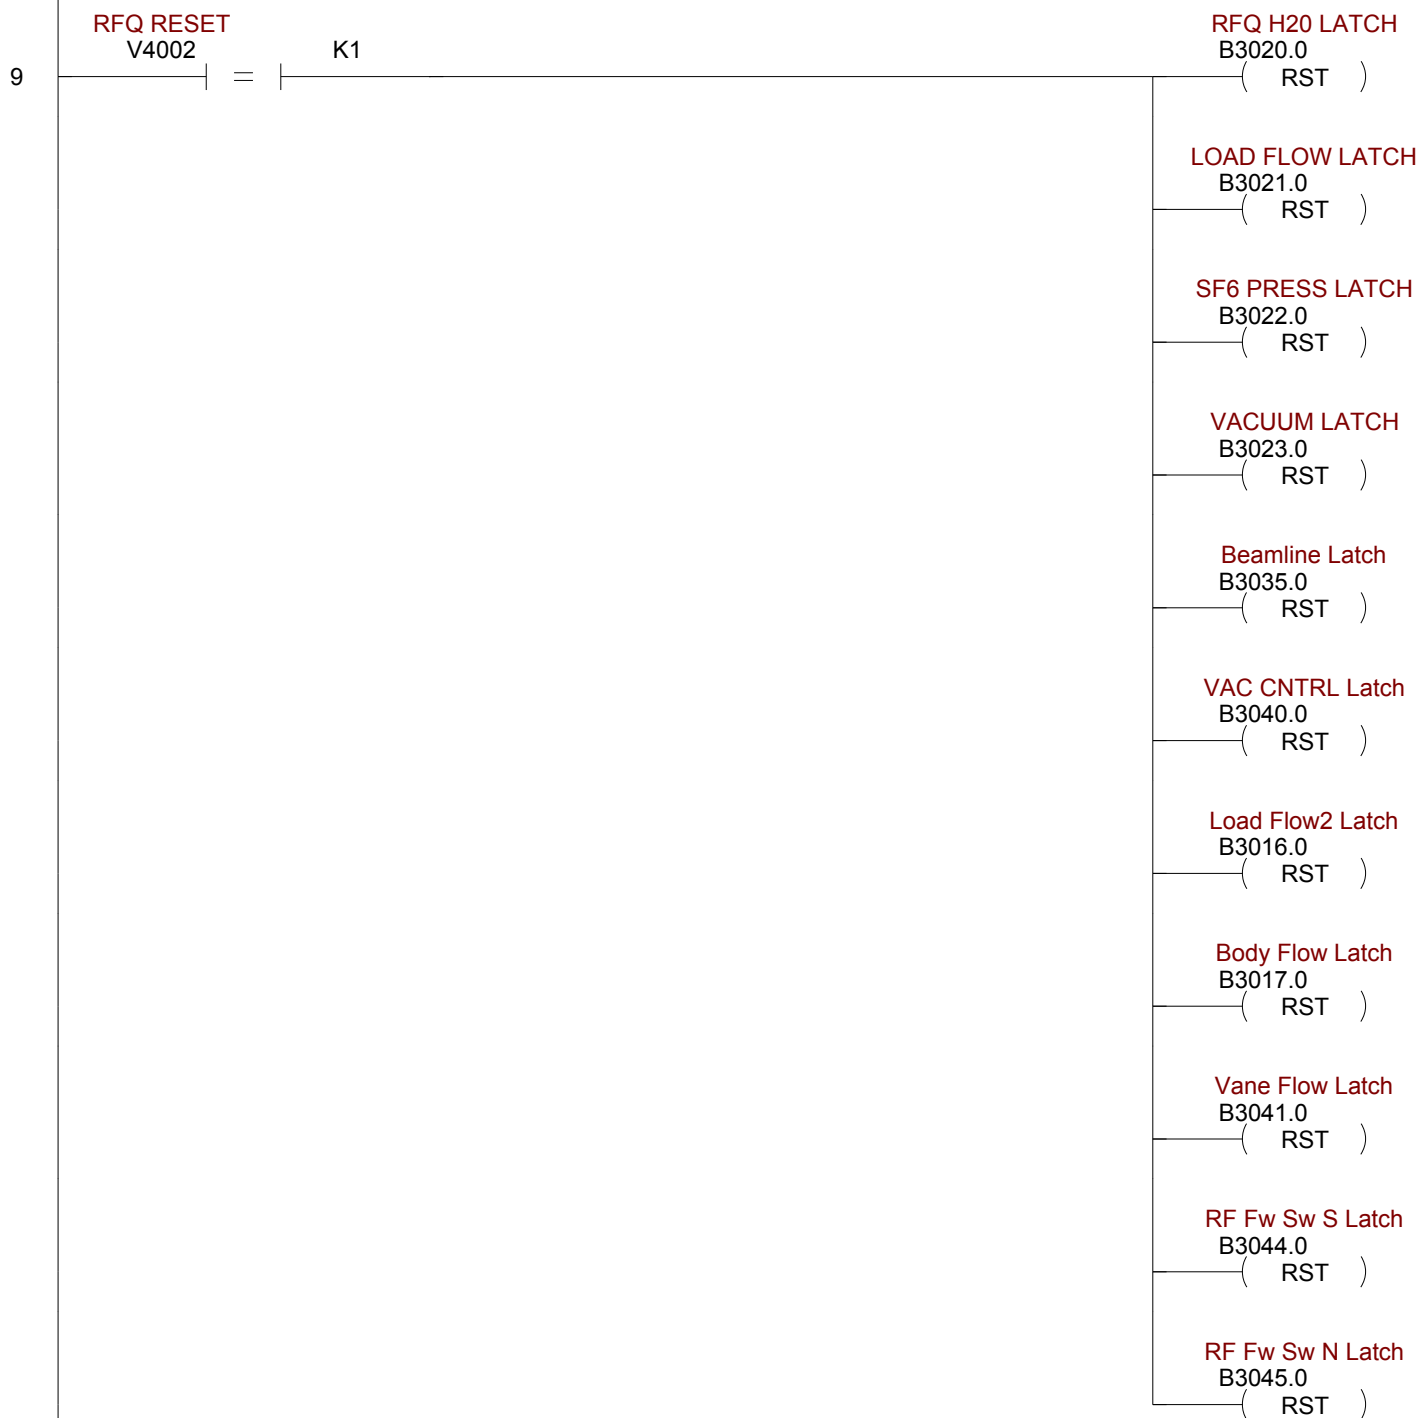 RFQ RESET
V4002 = K1
9
RFQ H20 LATCH
B3020.0
( RST )
LOAD FLOW LATCH
B3021.0
( RST )
SF6 PRESS LATCH
B3022.0
( RST )
VACUUM LATCH
B3023.0
( RST )
Beamline Latch
B3035.0
( RST )
VAC CNTRL Latch
B3040.0
( RST )
Load Flow2 Latch
B3016.0
( RST )
Body Flow Latch
B3017.0
( RST )
Vane Flow Latch
B3041.0
( RST )
RF Fw Sw S Latch
B3044.0
( RST )
RF Fw Sw N Latch
B3045.0
( RST )